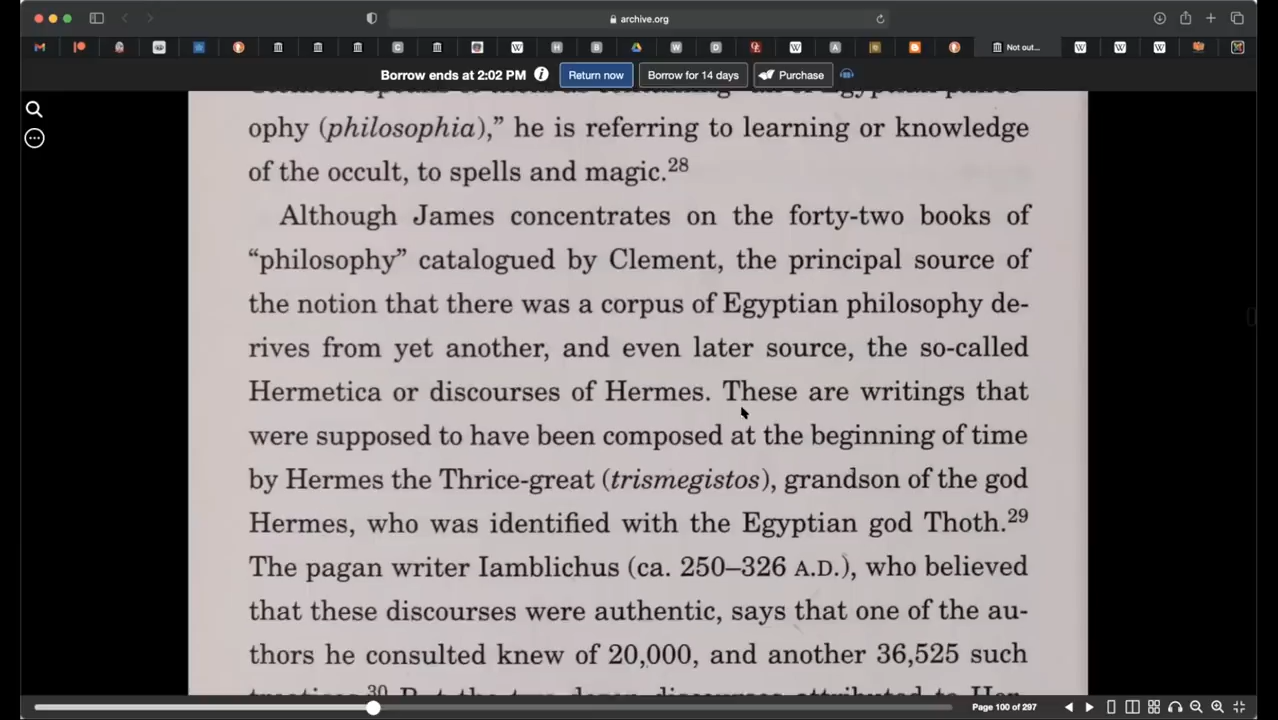 archive.org
Not out...
Borrow ends at 2:02 PM
Return now
Borrow for 14 days
Purchase
ophy (philosophia),” he is referring to learning or knowledge
of the occult, to spells and magic.28
Although James concentrates on the forty-two books of
“philosophy” catalogued by Clement, the principal source of
the notion that there was a corpus of Egyptian philosophy de-
rives from yet another, and even later source, the so-called
Hermetica or discourses of Hermes. These are writings that
were supposed to have been composed at the beginning of time
by Hermes the Thrice-great (trismegistos), grandson of the god
Hermes, who was identified with the Egyptian god Thoth.29
The pagan writer Iamblichus (ca. 250–326 A.D.), who believed
that these discourses were authentic, says that one of the au-
thors he consulted knew of 20,000, and another 36,525 such
Page 100 of 297